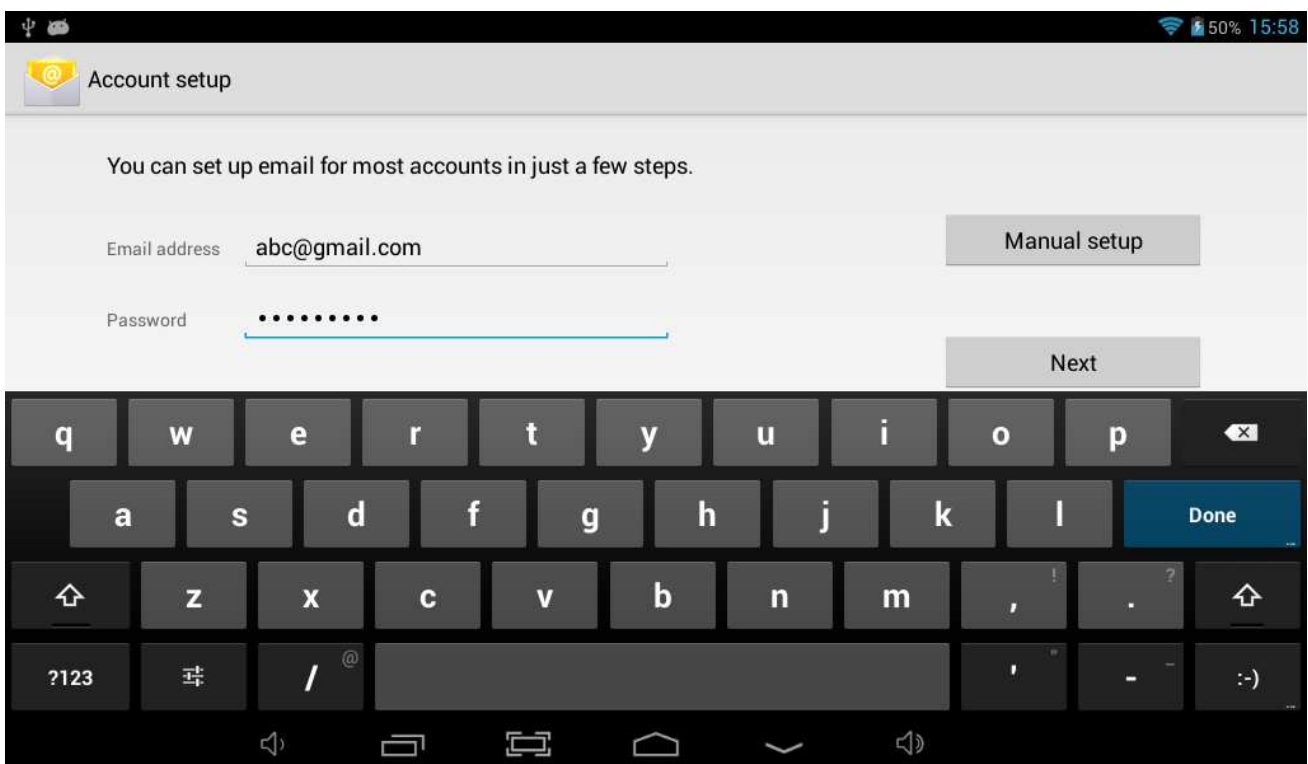 50% 15:58
Account setup
You can set up email for most accounts in just a few steps.
Email address abc@gmail.com Manual setup
Password •••••••••
Next
q w e r t y u i o p
a s d f g h j k l Done
z x c v b n m , ! . ?
?123 / @ ' " - _ :-)